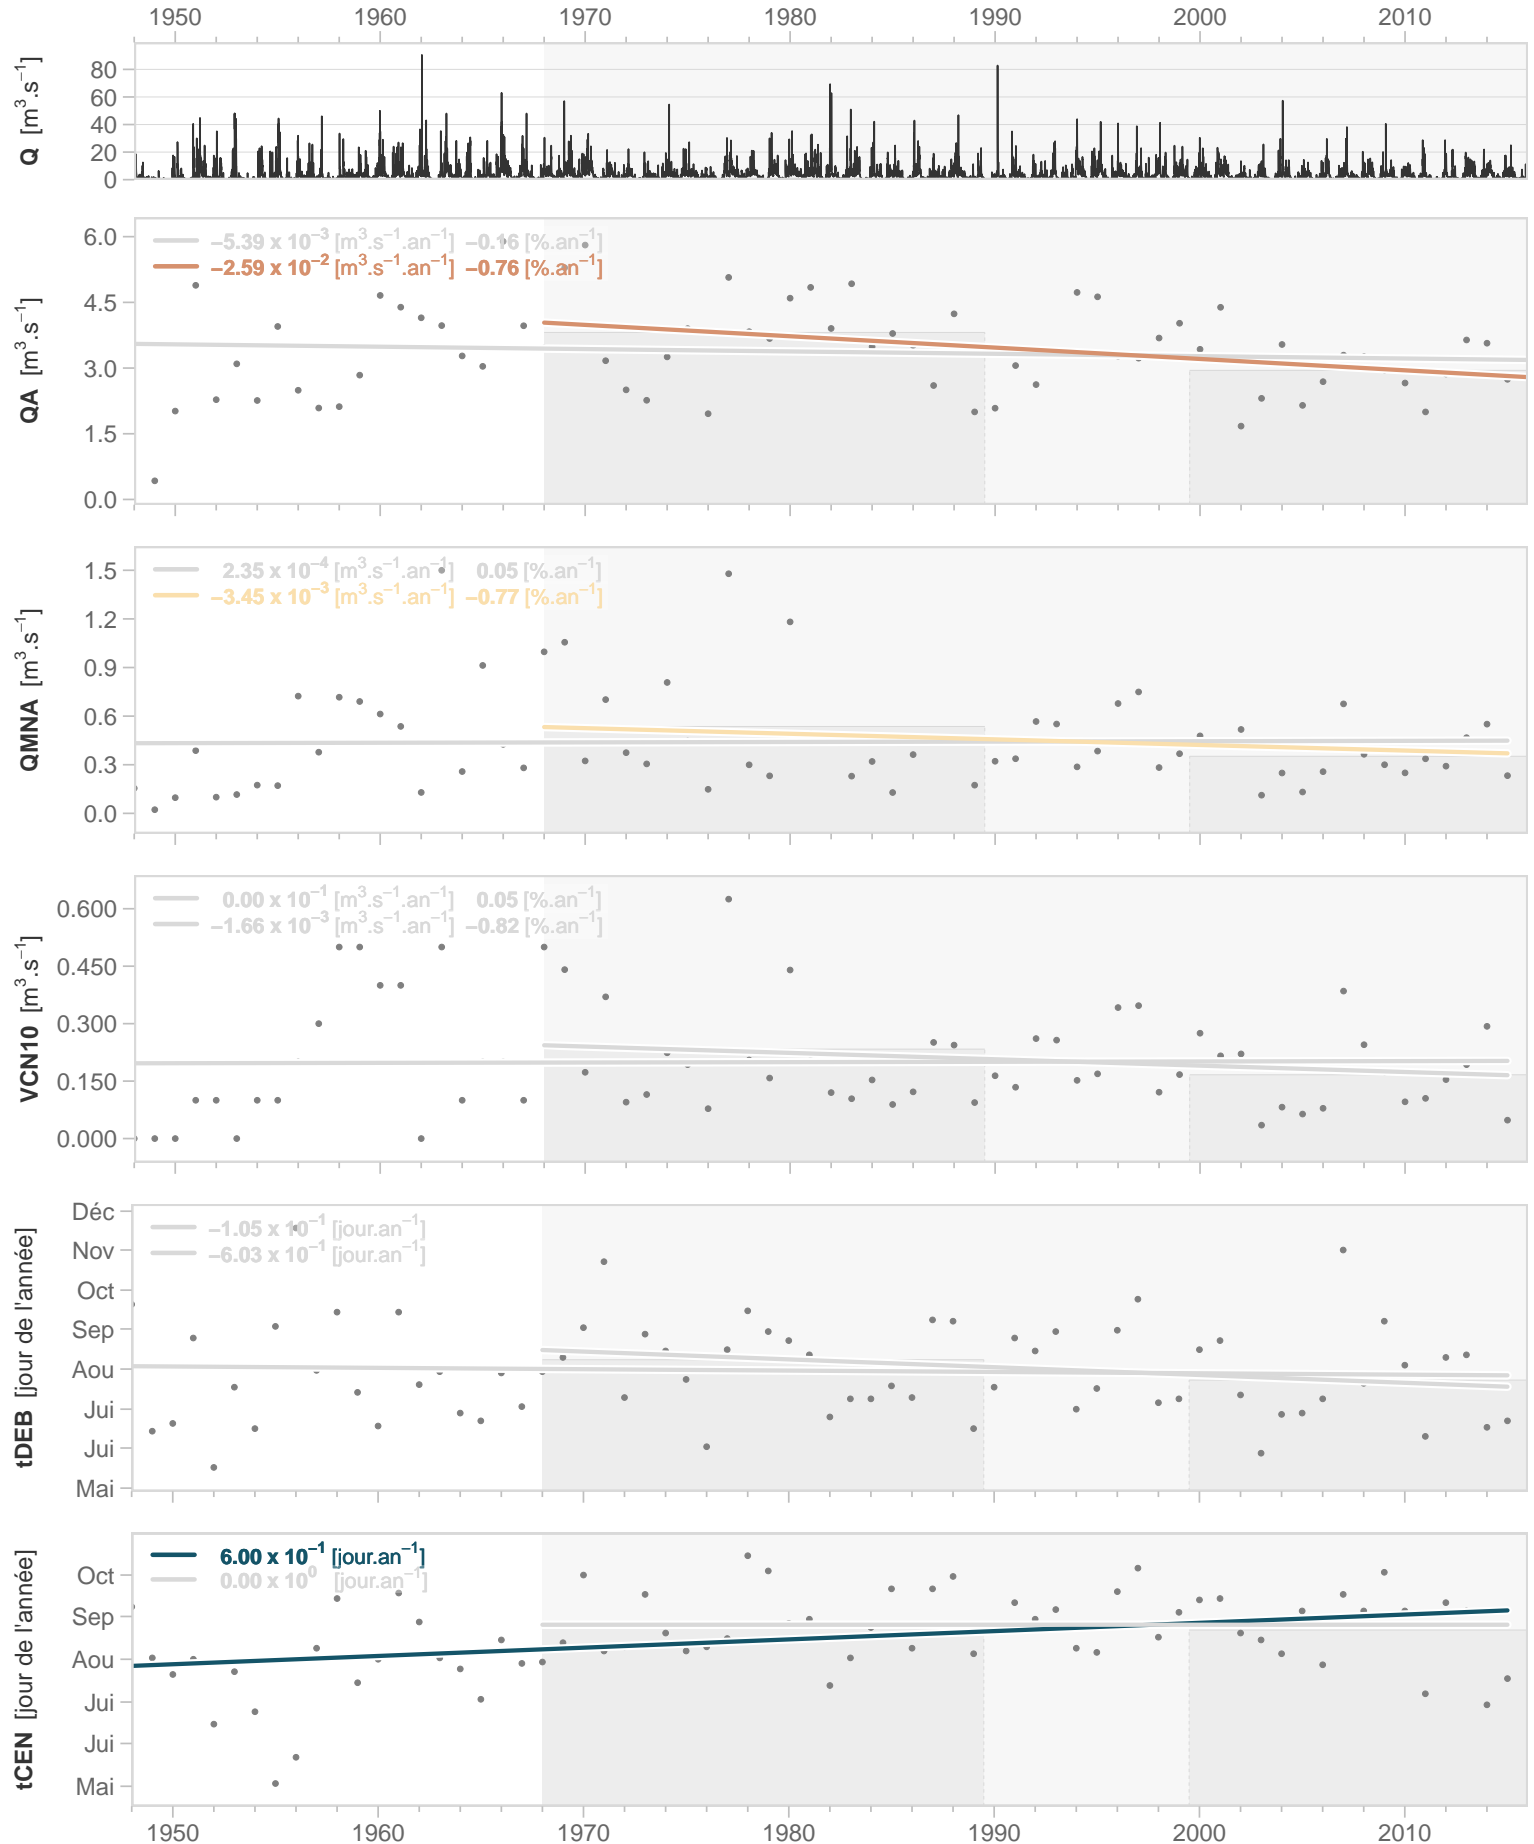 1950 1960 1970 1980 1990 2000 2010
Q [m³.s⁻¹]
80
60
40
20
0
QA [m³.s⁻¹]
6.0
4.5
3.0
1.5
0.0
−5.39 x 10⁻³ [m³.s⁻¹.an⁻¹] −0.16 [%.an⁻¹]
−2.59 x 10⁻² [m³.s⁻¹.an⁻¹] −0.76 [%.an⁻¹]
QMNA [m³.s⁻¹]
1.5
1.2
0.9
0.6
0.3
0.0
2.35 x 10⁻⁴ [m³.s⁻¹.an⁻¹] 0.05 [%.an⁻¹]
−3.45 x 10⁻³ [m³.s⁻¹.an⁻¹] −0.77 [%.an⁻¹]
VCN10 [m³.s⁻¹]
0.600
0.450
0.300
0.150
0.000
0.00 x 10⁻¹ [m³.s⁻¹.an⁻¹] 0.05 [%.an⁻¹]
−1.66 x 10⁻³ [m³.s⁻¹.an⁻¹] −0.82 [%.an⁻¹]
tDEB [jour de l'année]
Déc
Nov
Oct
Sep
Aou
Jui
Jui
Mai
−1.05 x 10⁻¹ [jour.an⁻¹]
−6.03 x 10⁻¹ [jour.an⁻¹]
tCEN [jour de l'année]
Oct
Sep
Aou
Jui
Jui
Mai
6.00 x 10⁻¹ [jour.an⁻¹]
0.00 x 10⁰ [jour.an⁻¹]
1950 1960 1970 1980 1990 2000 2010